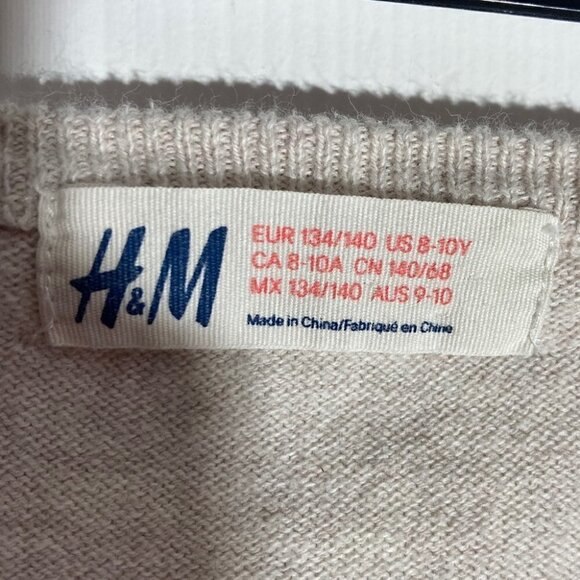 H&M
EUR 134/140 US 8-10Y
CA 8-10A CN 140/68
MX 134/140 AUS 9-10
Made in China/Fabriqué en Chine